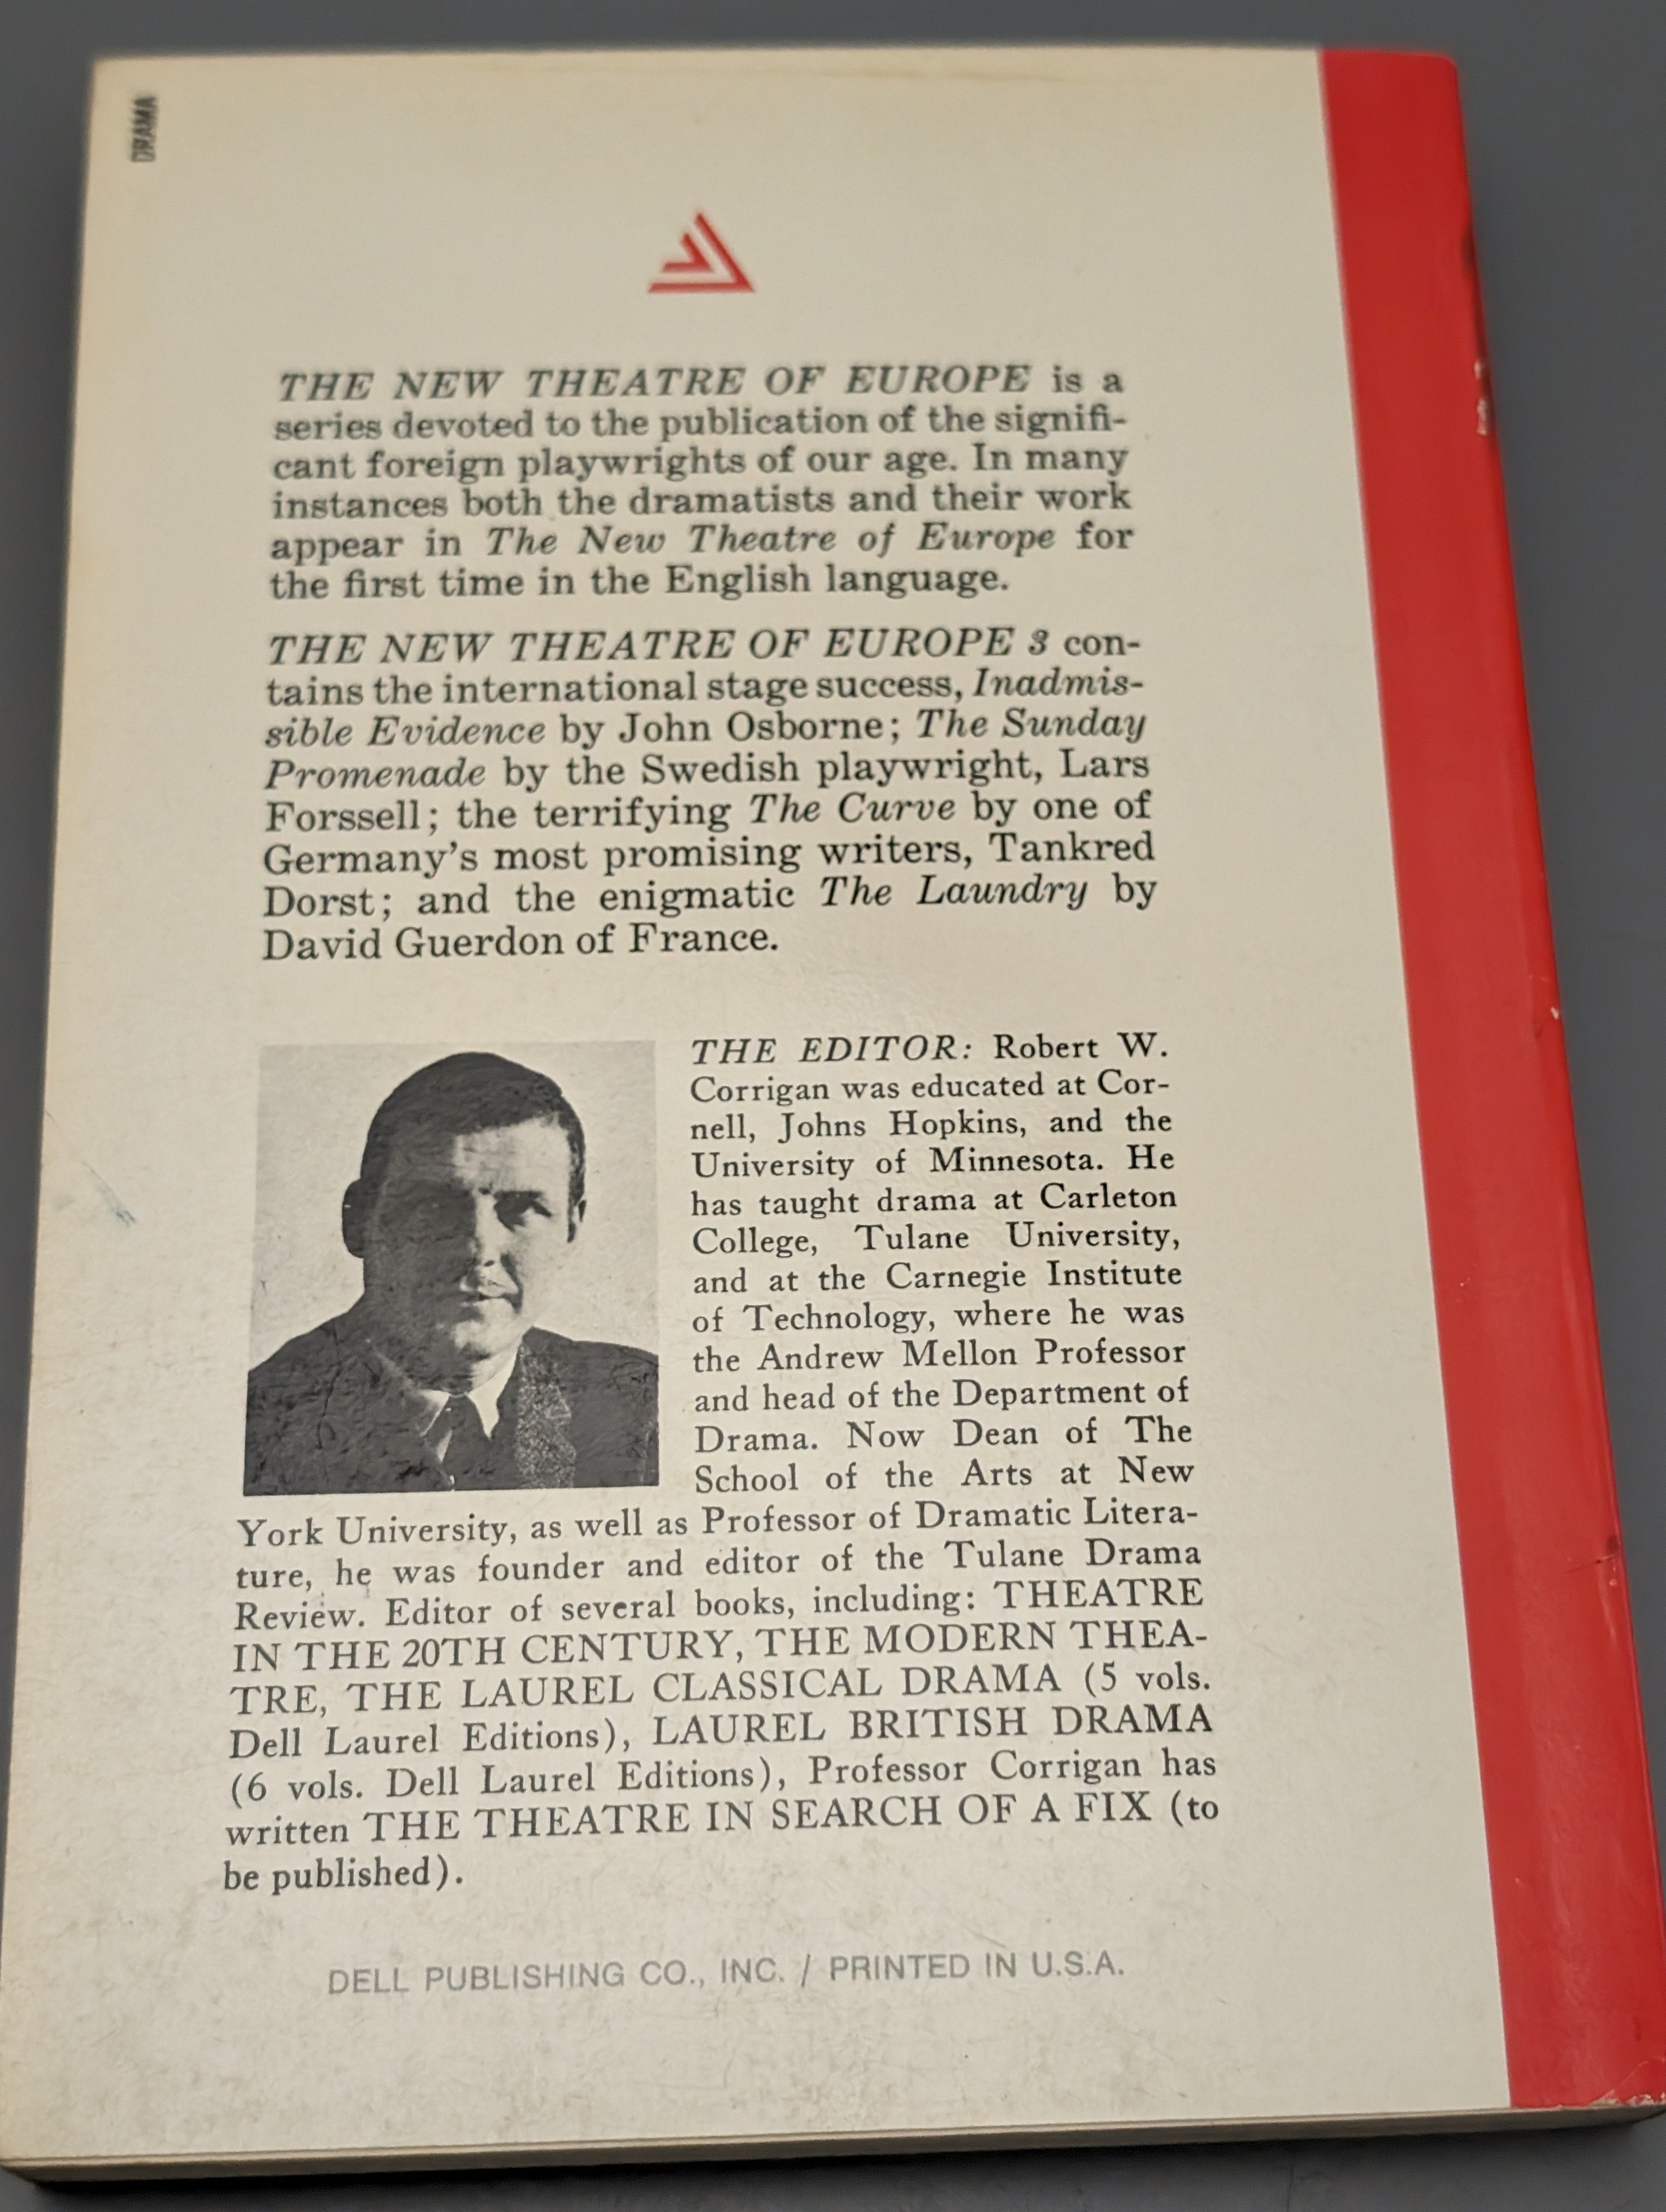 DRAMA
THE NEW THEATRE OF EUROPE is a
series devoted to the publication of the signifi-
cant foreign playwrights of our age. In many
instances both the dramatists and their work
appear in The New Theatre of Europe for
the first time in the English language.
THE NEW THEATRE OF EUROPE 3 con-
tains the international stage success, Inadmis-
sible Evidence by John Osborne; The Sunday
Promenade by the Swedish playwright, Lars
Forssell; the terrifying The Curve by one of
Germany's most promising writers, Tankred
Dorst; and the enigmatic The Laundry by
David Guerdon of France.
THE EDITOR: Robert W.
Corrigan was educated at Cor-
nell, Johns Hopkins, and the
University of Minnesota. He
has taught drama at Carleton
College, Tulane University,
and at the Carnegie Institute
of Technology, where he was
the Andrew Mellon Professor
and head of the Department of
Drama. Now Dean of The
School of the Arts at New
York University, as well as Professor of Dramatic Litera-
ture, he was founder and editor of the Tulane Drama
Review. Editor of several books, including: THEATRE
IN THE 20TH CENTURY, THE MODERN THEA-
TRE, THE LAUREL CLASSICAL DRAMA (5 vols.
Dell Laurel Editions), LAUREL BRITISH DRAMA
(6 vols. Dell Laurel Editions), Professor Corrigan has
written THE THEATRE IN SEARCH OF A FIX (to
be published).
DELL PUBLISHING CO., INC. / PRINTED IN U.S.A.